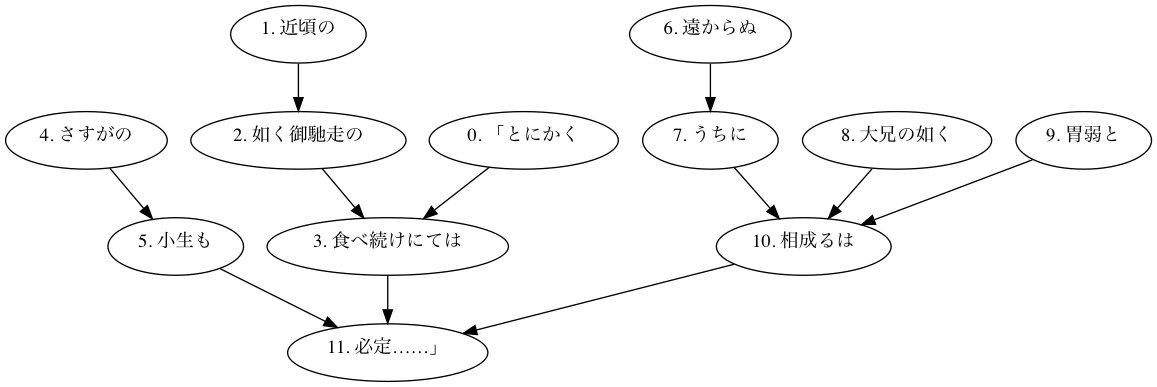 1. 近頃の
6. 遠からぬ
4. さすがの
2. 如く御馳走の
0. 「とにかく
7. うちに
8. 大兄の如く
9. 胃弱と
5. 小生も
3. 食べ続けにては
10. 相成るは
11. 必定……」